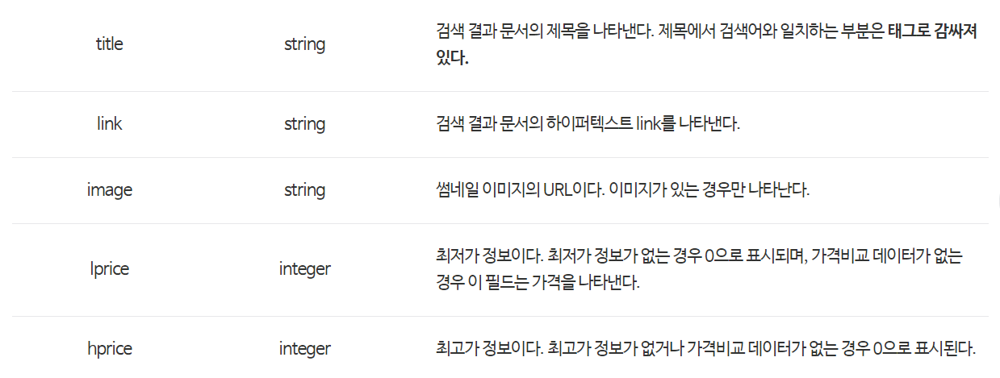 title string 검색 결과 문서의 제목을 나타낸다. 제목에서 검색어와 일치하는 부분은 태그로 감싸져
있다.
link string 검색 결과 문서의 하이퍼텍스트 link를 나타낸다.
image string 썸네일 이미지의 URL이다. 이미지가 있는 경우만 나타난다.
lprice integer 최저가 정보이다. 최저가 정보가 없는 경우 0으로 표시되며, 가격비교 데이터가 없는
경우 이 필드는 가격을 나타낸다.
hprice integer 최고가 정보이다. 최고가 정보가 없거나 가격비교 데이터가 없는 경우 0으로 표시된다.